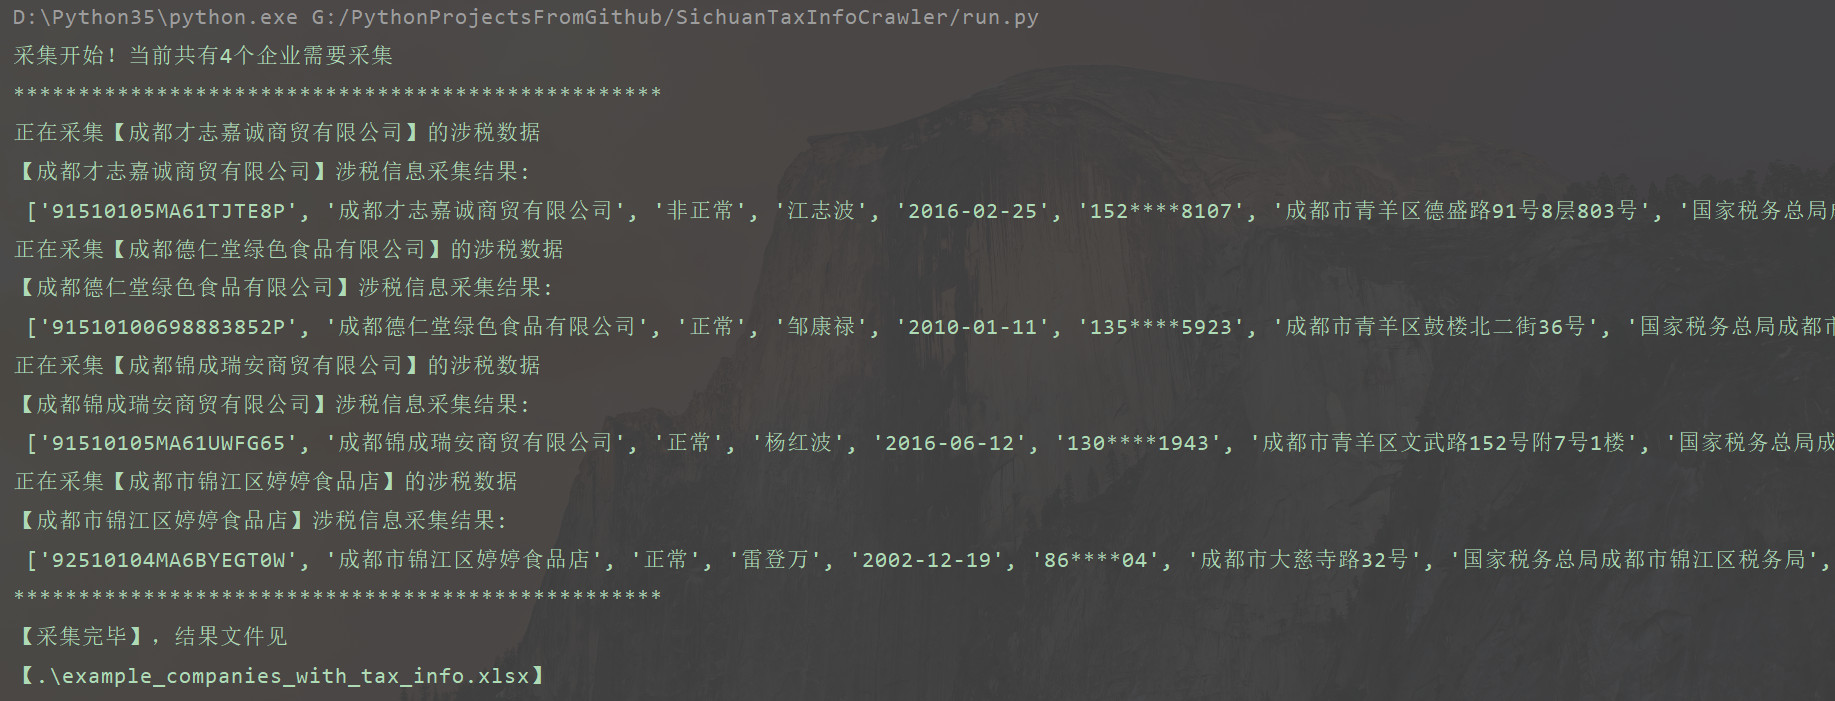 D:\Python35\python.exe G:/PythonProjectsFromGithub/SichuanTaxInfoCrawler/run.py
采集开始！当前共有4个企业需要采集
***************************************************
正在采集【成都才志嘉诚商贸有限公司】的涉税数据
【成都才志嘉诚商贸有限公司】涉税信息采集结果:
['91510105MA61TJTE8P', '成都才志嘉诚商贸有限公司', '非正常', '江志波', '2016-02-25', '152****8107', '成都市青羊区德盛路91号8层803号', '国家税务总局成
正在采集【成都德仁堂绿色食品有限公司】的涉税数据
【成都德仁堂绿色食品有限公司】涉税信息采集结果:
['91510100698883852P', '成都德仁堂绿色食品有限公司', '正常', '邹康禄', '2010-01-11', '135****5923', '成都市青羊区鼓楼北二街36号', '国家税务总局成都市
正在采集【成都锦成瑞安商贸有限公司】的涉税数据
【成都锦成瑞安商贸有限公司】涉税信息采集结果:
['91510105MA61UWFG65', '成都锦成瑞安商贸有限公司', '正常', '杨红波', '2016-06-12', '130****1943', '成都市青羊区文武路152号附7号1楼', '国家税务总局成
正在采集【成都市锦江区婷婷食品店】的涉税数据
【成都市锦江区婷婷食品店】涉税信息采集结果:
['92510104MA6BYEGT0W', '成都市锦江区婷婷食品店', '正常', '雷登万', '2002-12-19', '86****04', '成都市大慈寺路32号', '国家税务总局成都市锦江区税务局',
***************************************************
【采集完毕】，结果文件见
【.\example_companies_with_tax_info.xlsx】